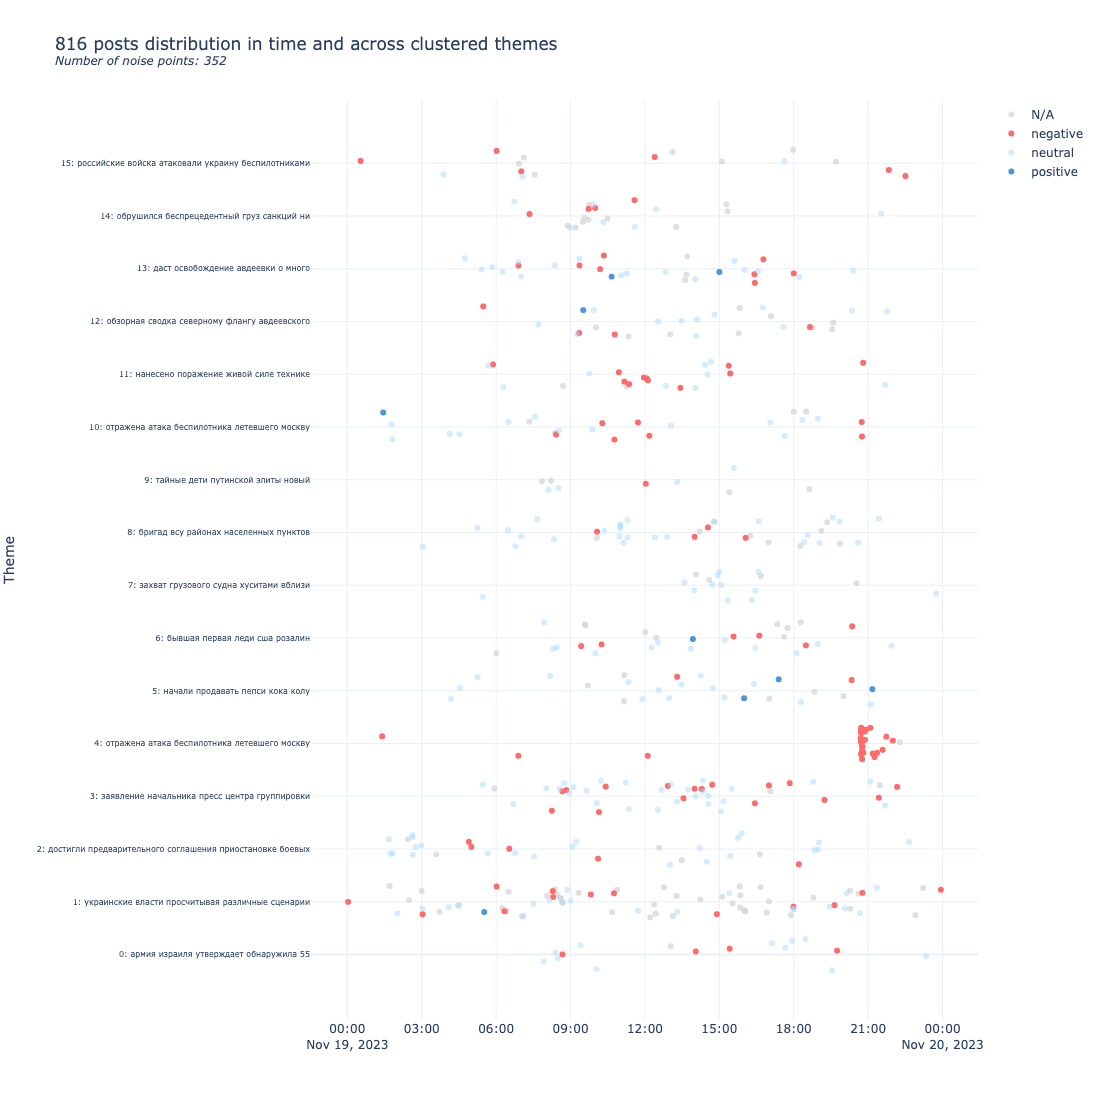 816 posts distribution in time and across clustered themes
Number of noise points: 352
N/A
negative
neutral
positive
Theme
15: российские войска атаковали украину беспилотниками
14: обрушился беспрецедентный груз санкций ни
13: даст освобождение авдеевки о много
12: обзорная сводка северному флангу авдеевского
11: нанесено поражение живой силе технике
10: отражена атака беспилотника летевшего москву
9: тайные дети путинской элиты новый
8: бригад всу районах населенных пунктов
7: захват грузового судна хуситами вблизи
6: бывшая первая леди сша розалин
5: начали продавать пепси кока колу
4: отражена атака беспилотника летевшего москву
3: заявление начальника пресс центра группировки
2: достигли предварительного соглашения приостановке боевых
1: украинские власти просчитывая различные сценарии
0: армия израиля утверждает обнаружила 55
00:00 03:00 06:00 09:00 12:00 15:00 18:00 21:00 00:00
Nov 19, 2023 Nov 20, 2023